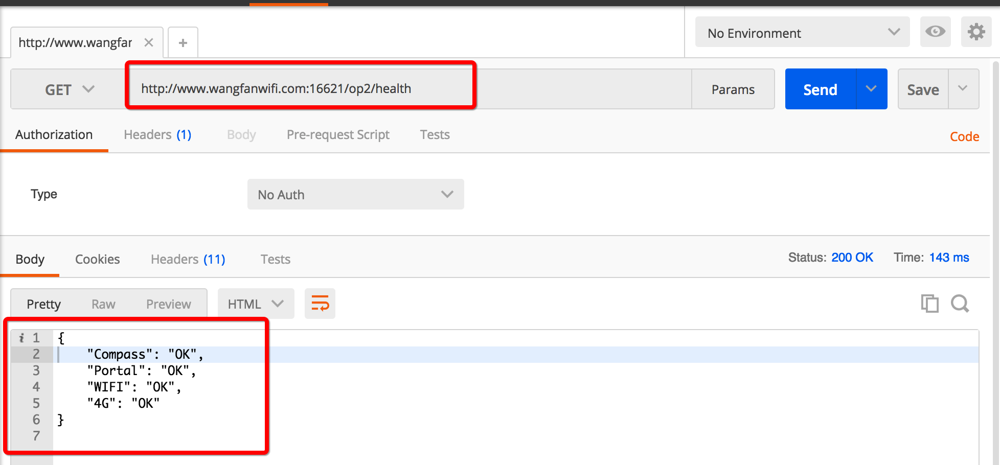 http://www.wangfar
No Environment
GET
http://www.wangfanwifi.com:16621/op2/health
Params
Send
Save
Authorization
Headers (1)
Body
Pre-request Script
Tests
Code
Type
No Auth
Body
Cookies
Headers (11)
Tests
Status: 200 OK
Time: 143 ms
Pretty
Raw
Preview
HTML
i 1 {
2 "Compass": "OK",
3 "Portal": "OK",
4 "WIFI": "OK",
5 "4G": "OK"
6 }
7